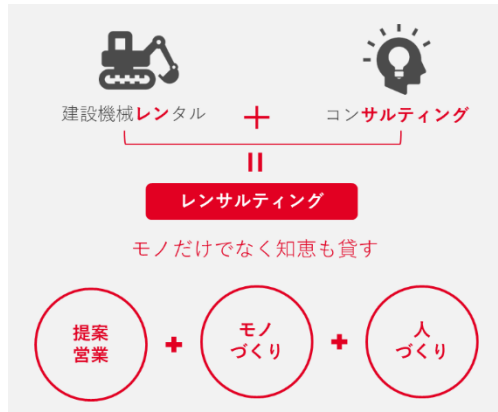 建設機械レンタル + コンサルティング
=
レンサルティング
モノだけでなく知恵も貸す
提案 + モノ + 人
営業 づくり づくり